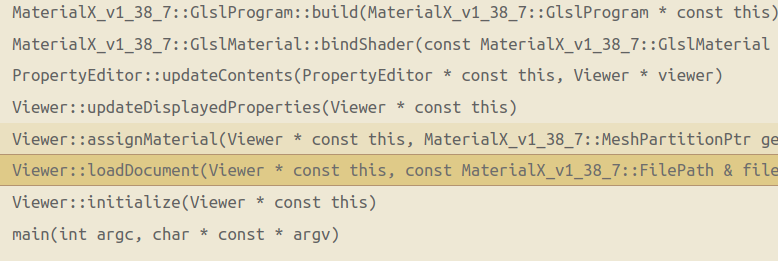 MaterialX_v1_38_7::GlslProgram::build(MaterialX_v1_38_7::GlslProgram * const this)
MaterialX_v1_38_7::GlslMaterial::bindShader(const MaterialX_v1_38_7::GlslMaterial
PropertyEditor::updateContents(PropertyEditor * const this, Viewer * viewer)
Viewer::updateDisplayedProperties(Viewer * const this)
Viewer::assignMaterial(Viewer * const this, MaterialX_v1_38_7::MeshPartitionPtr ge
Viewer::loadDocument(Viewer * const this, const MaterialX_v1_38_7::FilePath & file
Viewer::initialize(Viewer * const this)
main(int argc, char * const * argv)